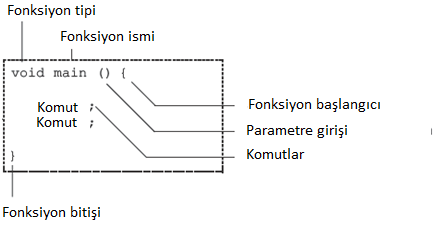 Fonksiyon tipi
Fonksiyon ismi
void main () {
Komut ;
Komut ;
Fonksiyon başlangıcı
Parametre girişi
Komutlar
}
Fonksiyon bitişi